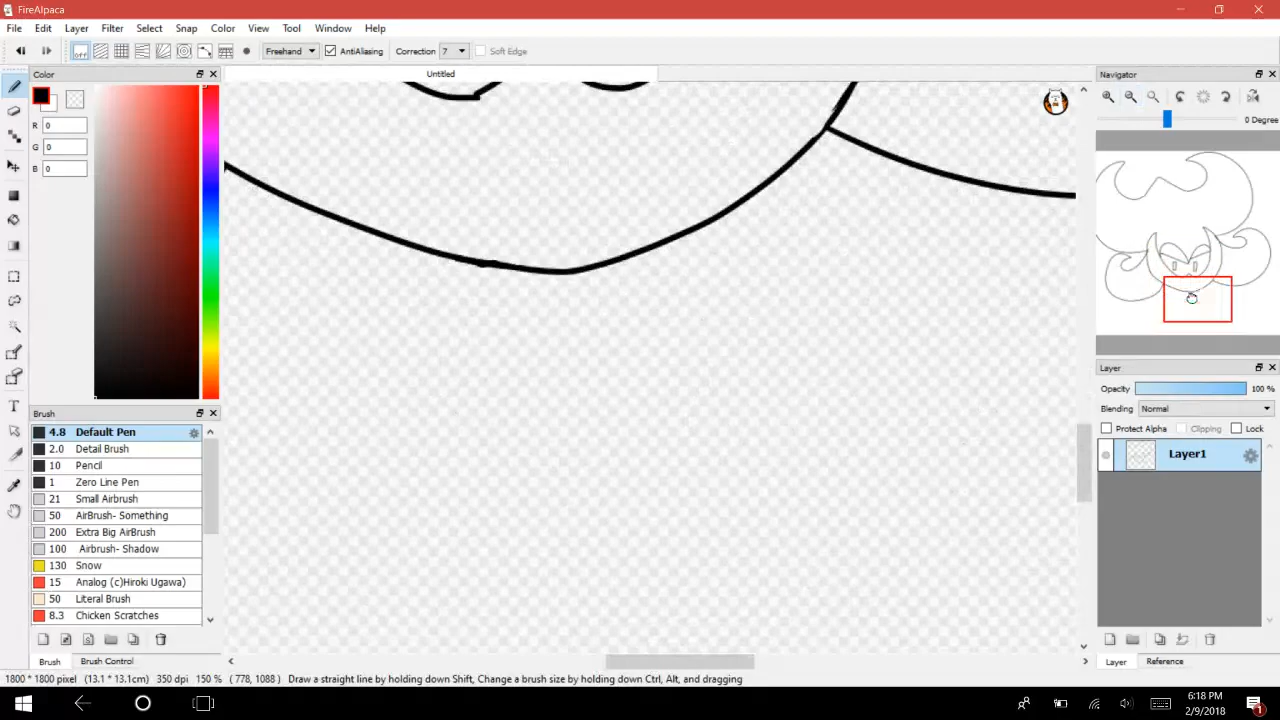 FireAlpaca
File Edit Layer Filter Select Snap Color View Tool Window Help
off Freehand AntiAliasing Correction 7 Soft Edge
Color
Untitled
Navigator
R 0
G 0
B 0
0 Degree
Layer
Opacity 100 %
Blending Normal
Protect Alpha Clipping Lock
Layer1
Brush
4.8 Default Pen
2.0 Detail Brush
10 Pencil
1 Zero Line Pen
21 Small Airbrush
50 AirBrush- Something
200 Extra Big AirBrush
100 Airbrush- Shadow
130 Snow
15 Analog (c)Hiroki Ugawa)
50 Literal Brush
8.3 Chicken Scratches
Brush Brush Control
Layer Reference
1800 * 1800 pixel (13.1 * 13.1cm) 350 dpi 150 % ( 778, 1088 ) Draw a straight line by holding down Shift, Change a brush size by holding down Ctrl, Alt, and dragging
6:18 PM
2/9/2018
1